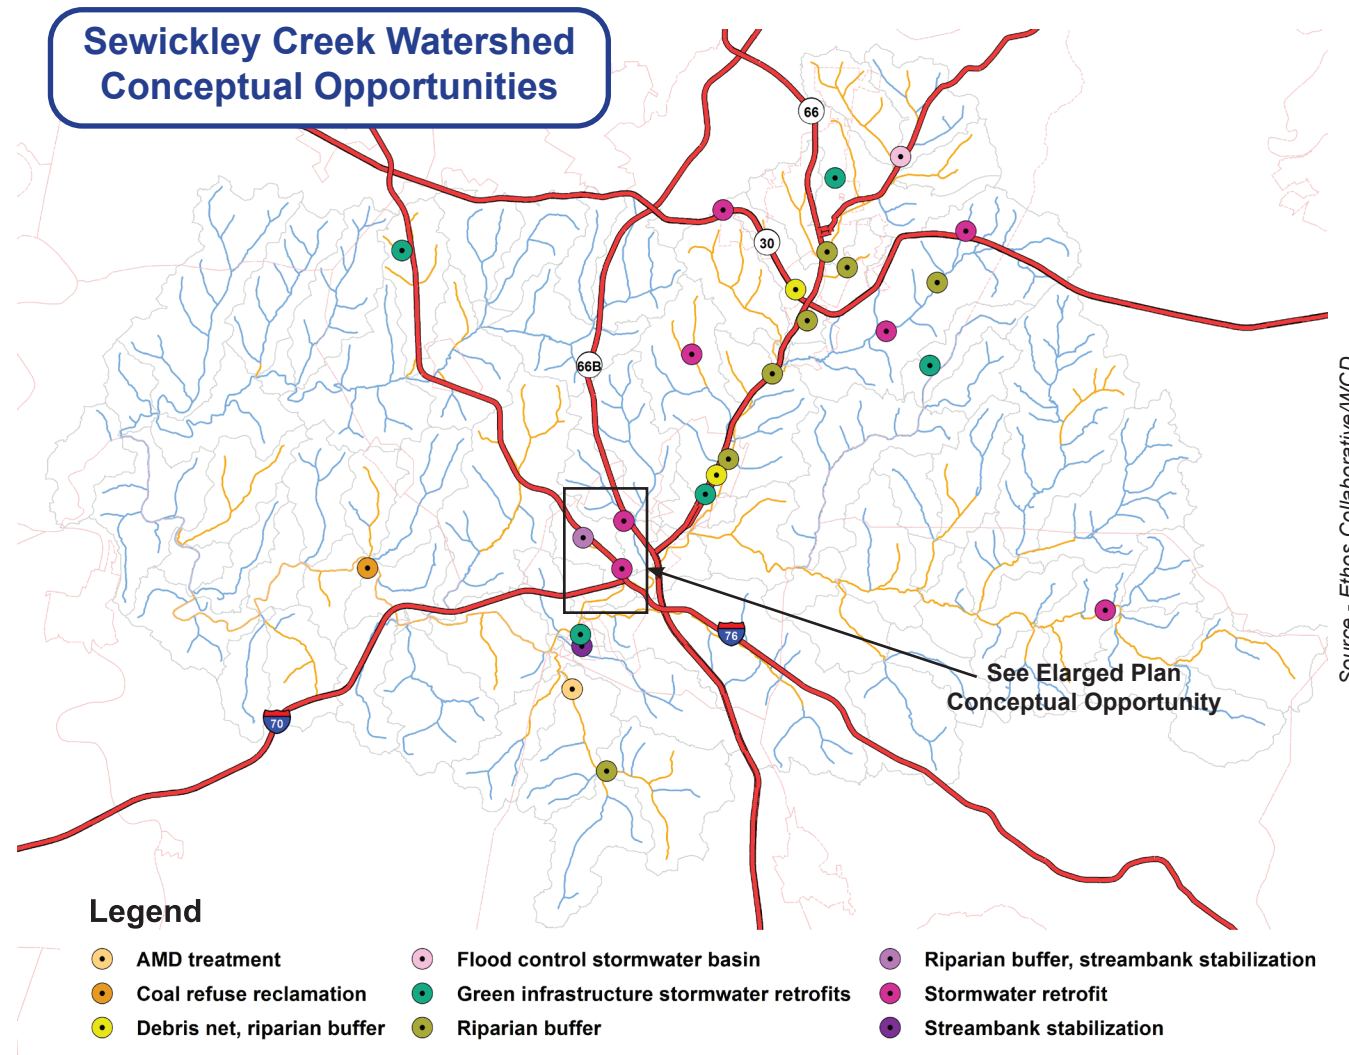 Sewickley Creek Watershed
Conceptual Opportunities
66
30
66B
76
70
See Elarged Plan
Conceptual Opportunity
Source - Ethos Collaborative/WCD
Legend
AMD treatment
Coal refuse reclamation
Debris net, riparian buffer
Flood control stormwater basin
Green infrastructure stormwater retrofits
Riparian buffer
Riparian buffer, streambank stabilization
Stormwater retrofit
Streambank stabilization